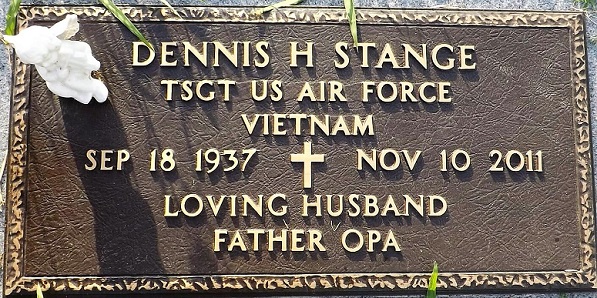 DENNIS H STANGE
TSGT US AIR FORCE
VIETNAM
SEP 18 1937 ✝ NOV 10 2011
LOVING HUSBAND
FATHER OPA